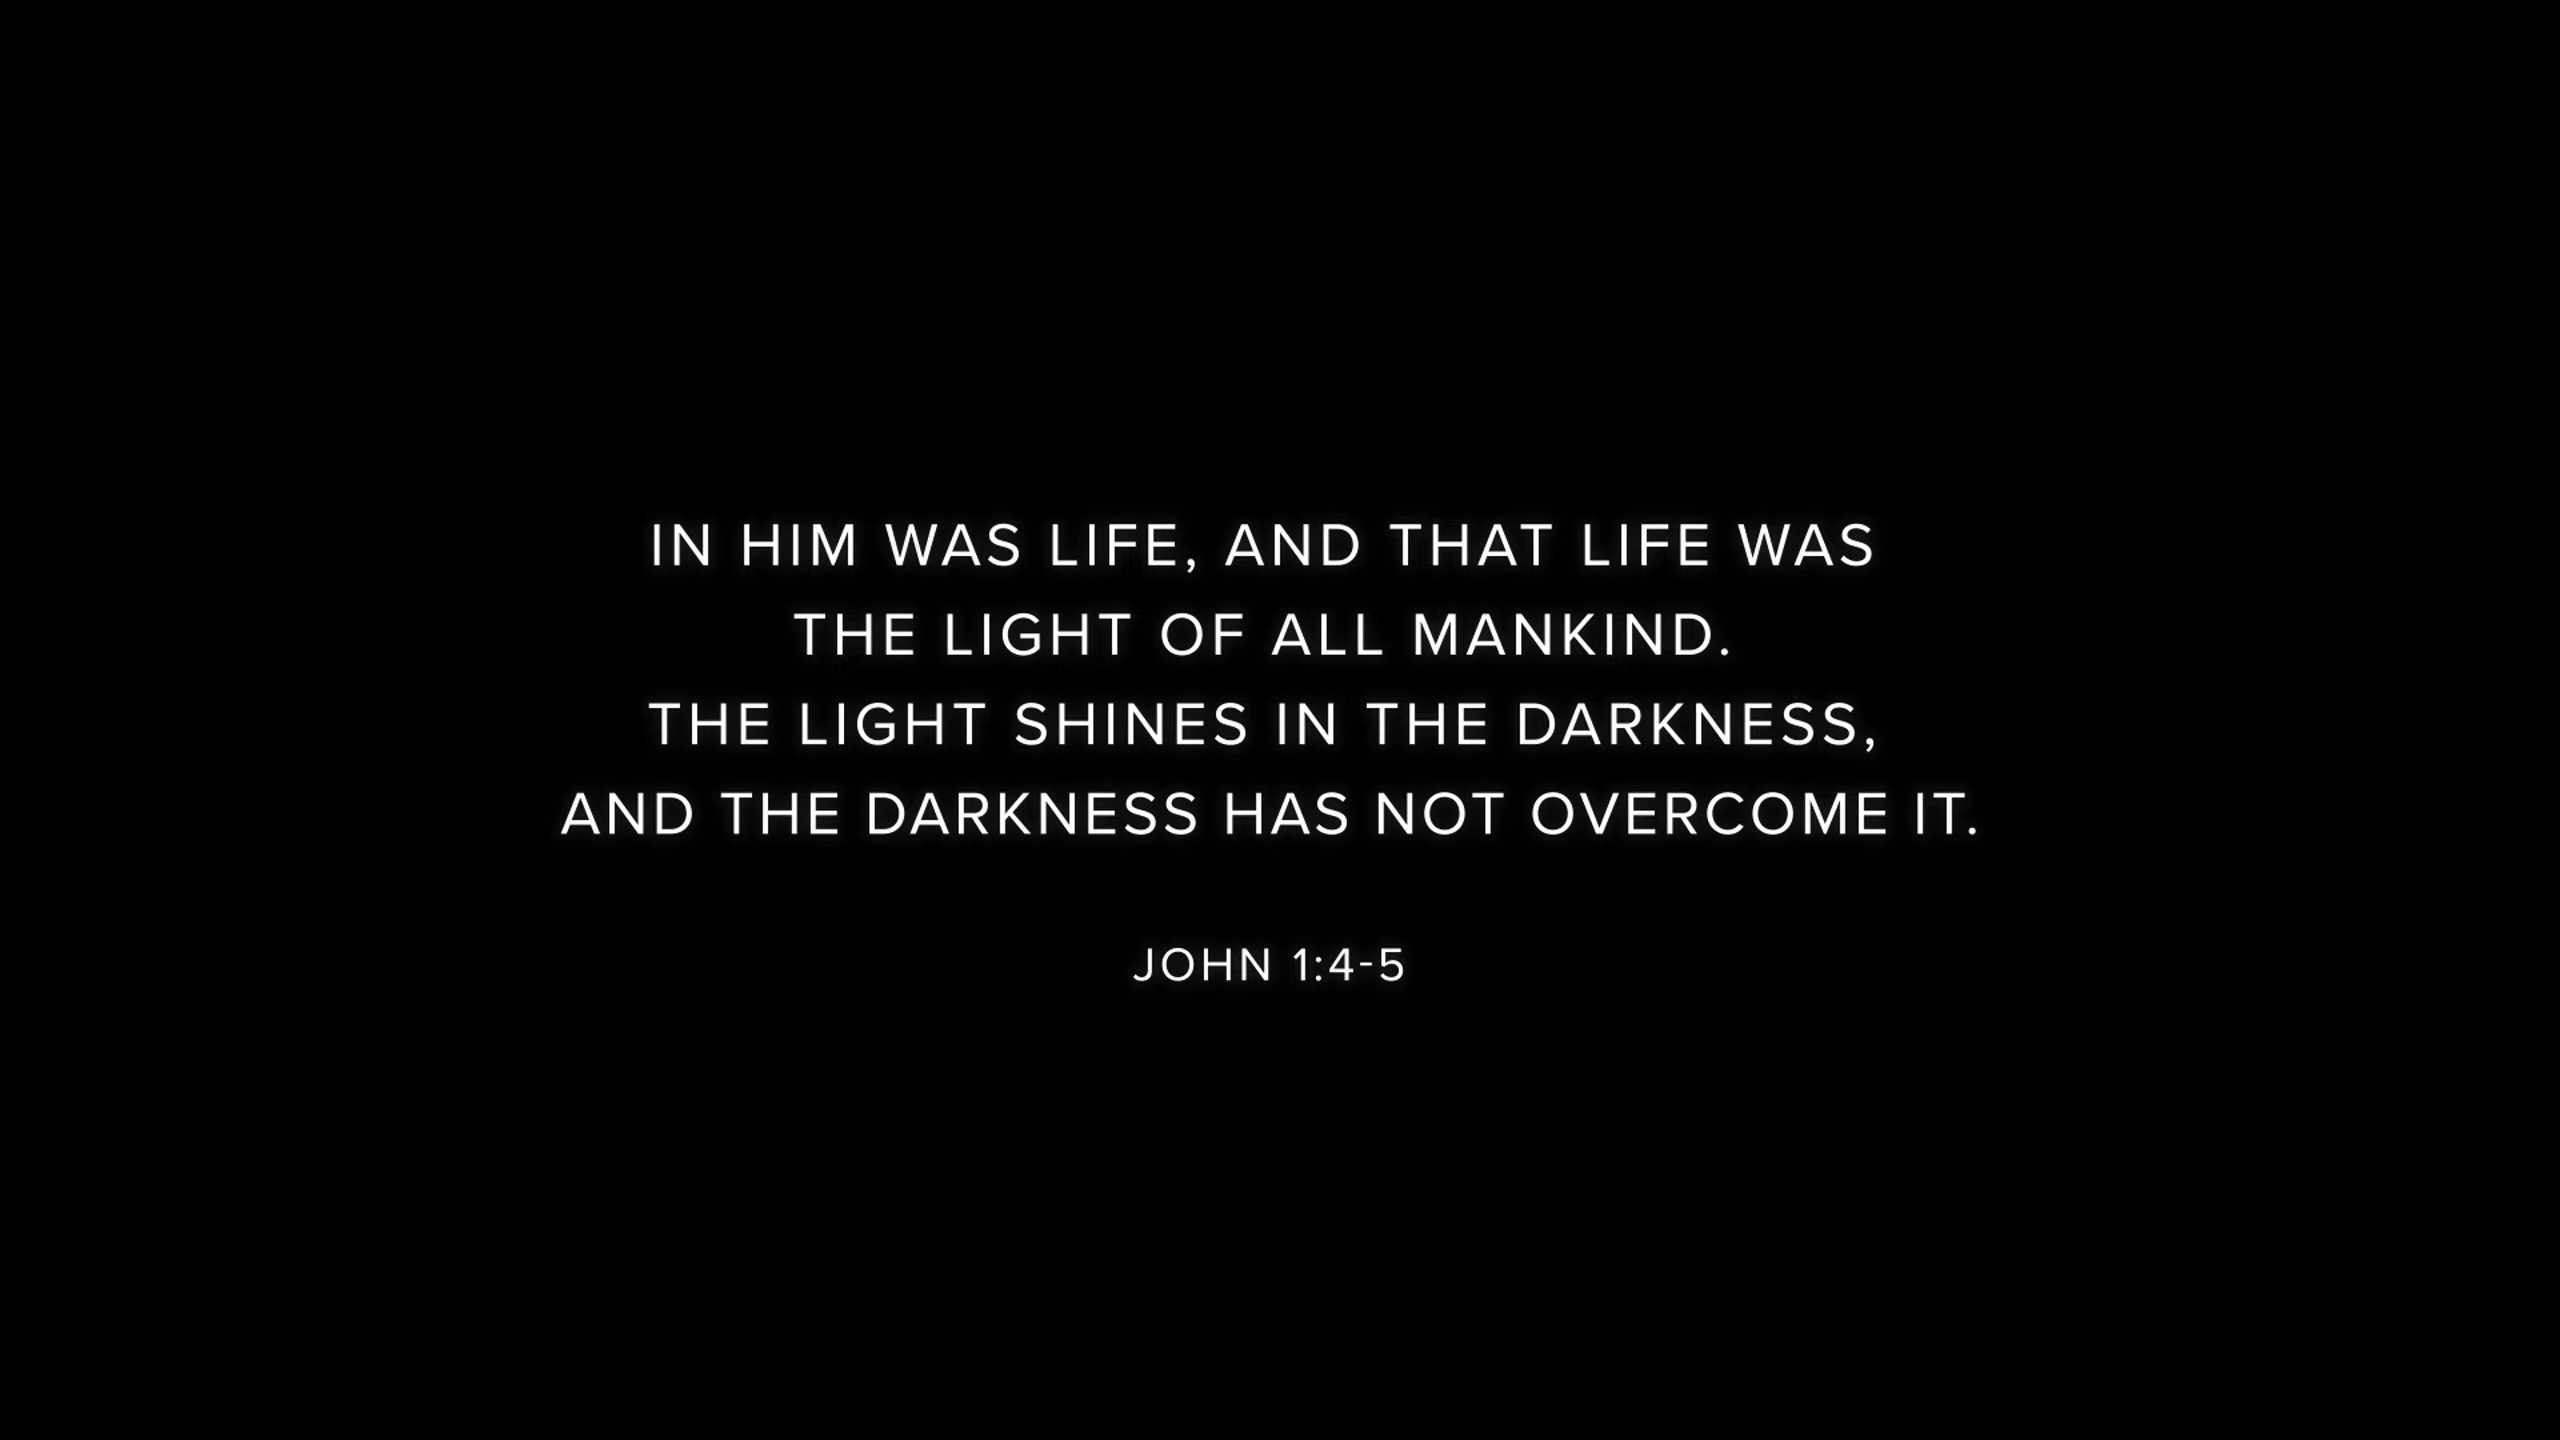 IN HIM WAS LIFE, AND THAT LIFE WAS
THE LIGHT OF ALL MANKIND.
THE LIGHT SHINES IN THE DARKNESS,
AND THE DARKNESS HAS NOT OVERCOME IT.
JOHN 1:4-5